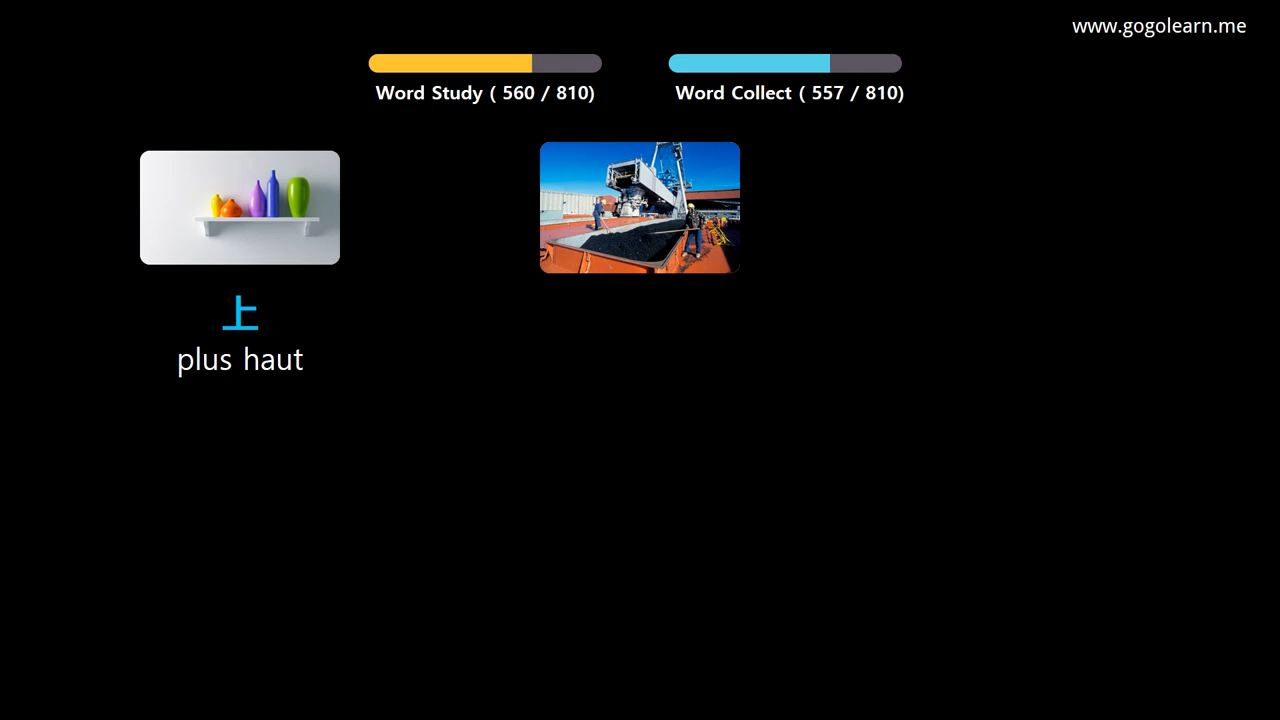 www.gogolearn.me
Word Study ( 560 / 810)
Word Collect ( 557 / 810)
上
plus haut